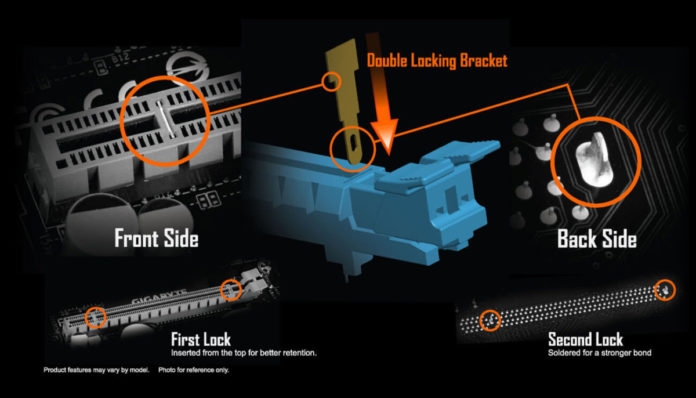 Double Locking Bracket
Front Side
Back Side
GIGABYTE
First Lock
Inserted from the top for better retention.
Second Lock
Soldered for a stronger bond
Product features may vary by model. Photo for reference only.